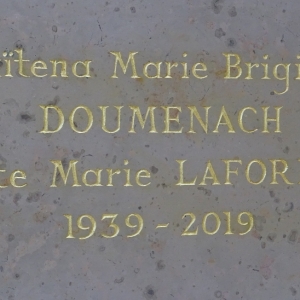 ïtena Marie Brigi
DOUMENACH
te Marie LAFOR
1939 - 2019